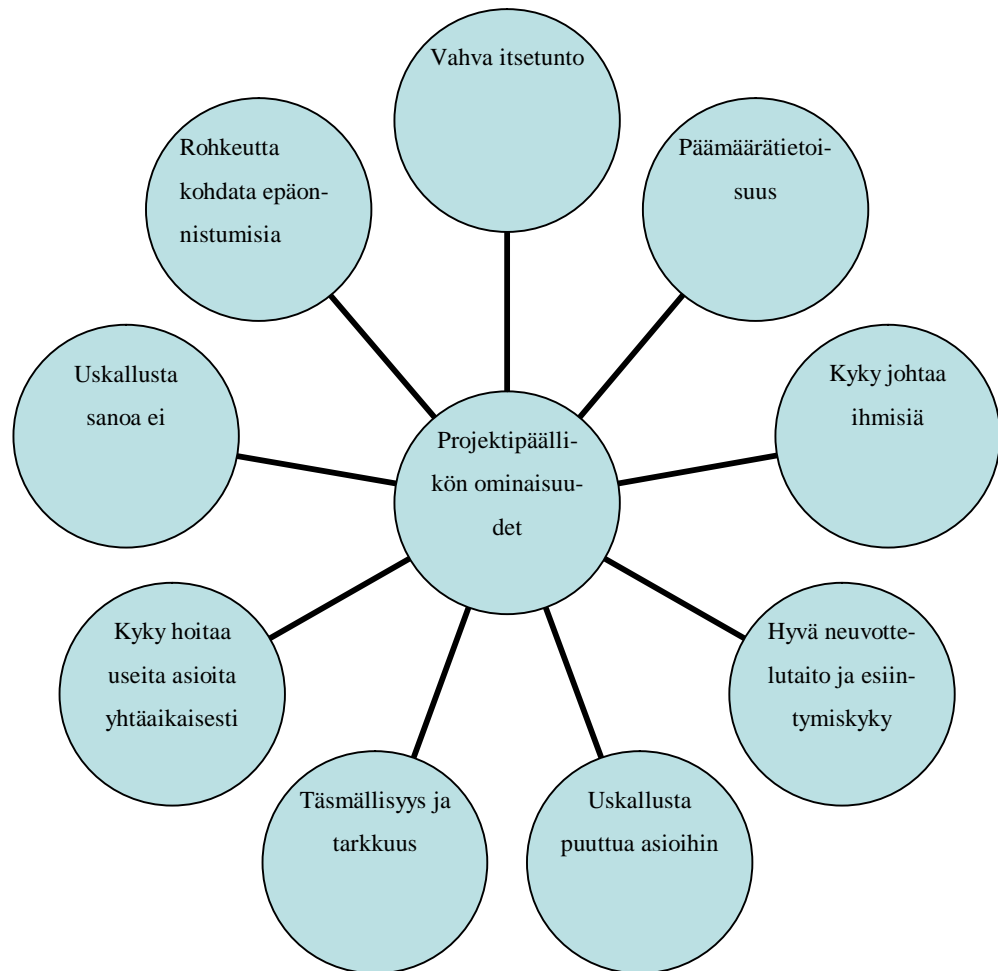 Vahva itsetunto
Päämäärätietoi-
suus
Kyky johtaa
ihmisiä
Hyvä neuvotte-
lutaito ja esiin-
tymiskyky
Uskallusta
puuttua asioihin
Täsmällisyys ja
tarkkuus
Kyky hoitaa
useita asioita
yhtäaikaisesti
Uskallusta
sanoa ei
Rohkeutta
kohdata epäon-
nistumisia
Projektipäälli-
kön ominaisuu-
det